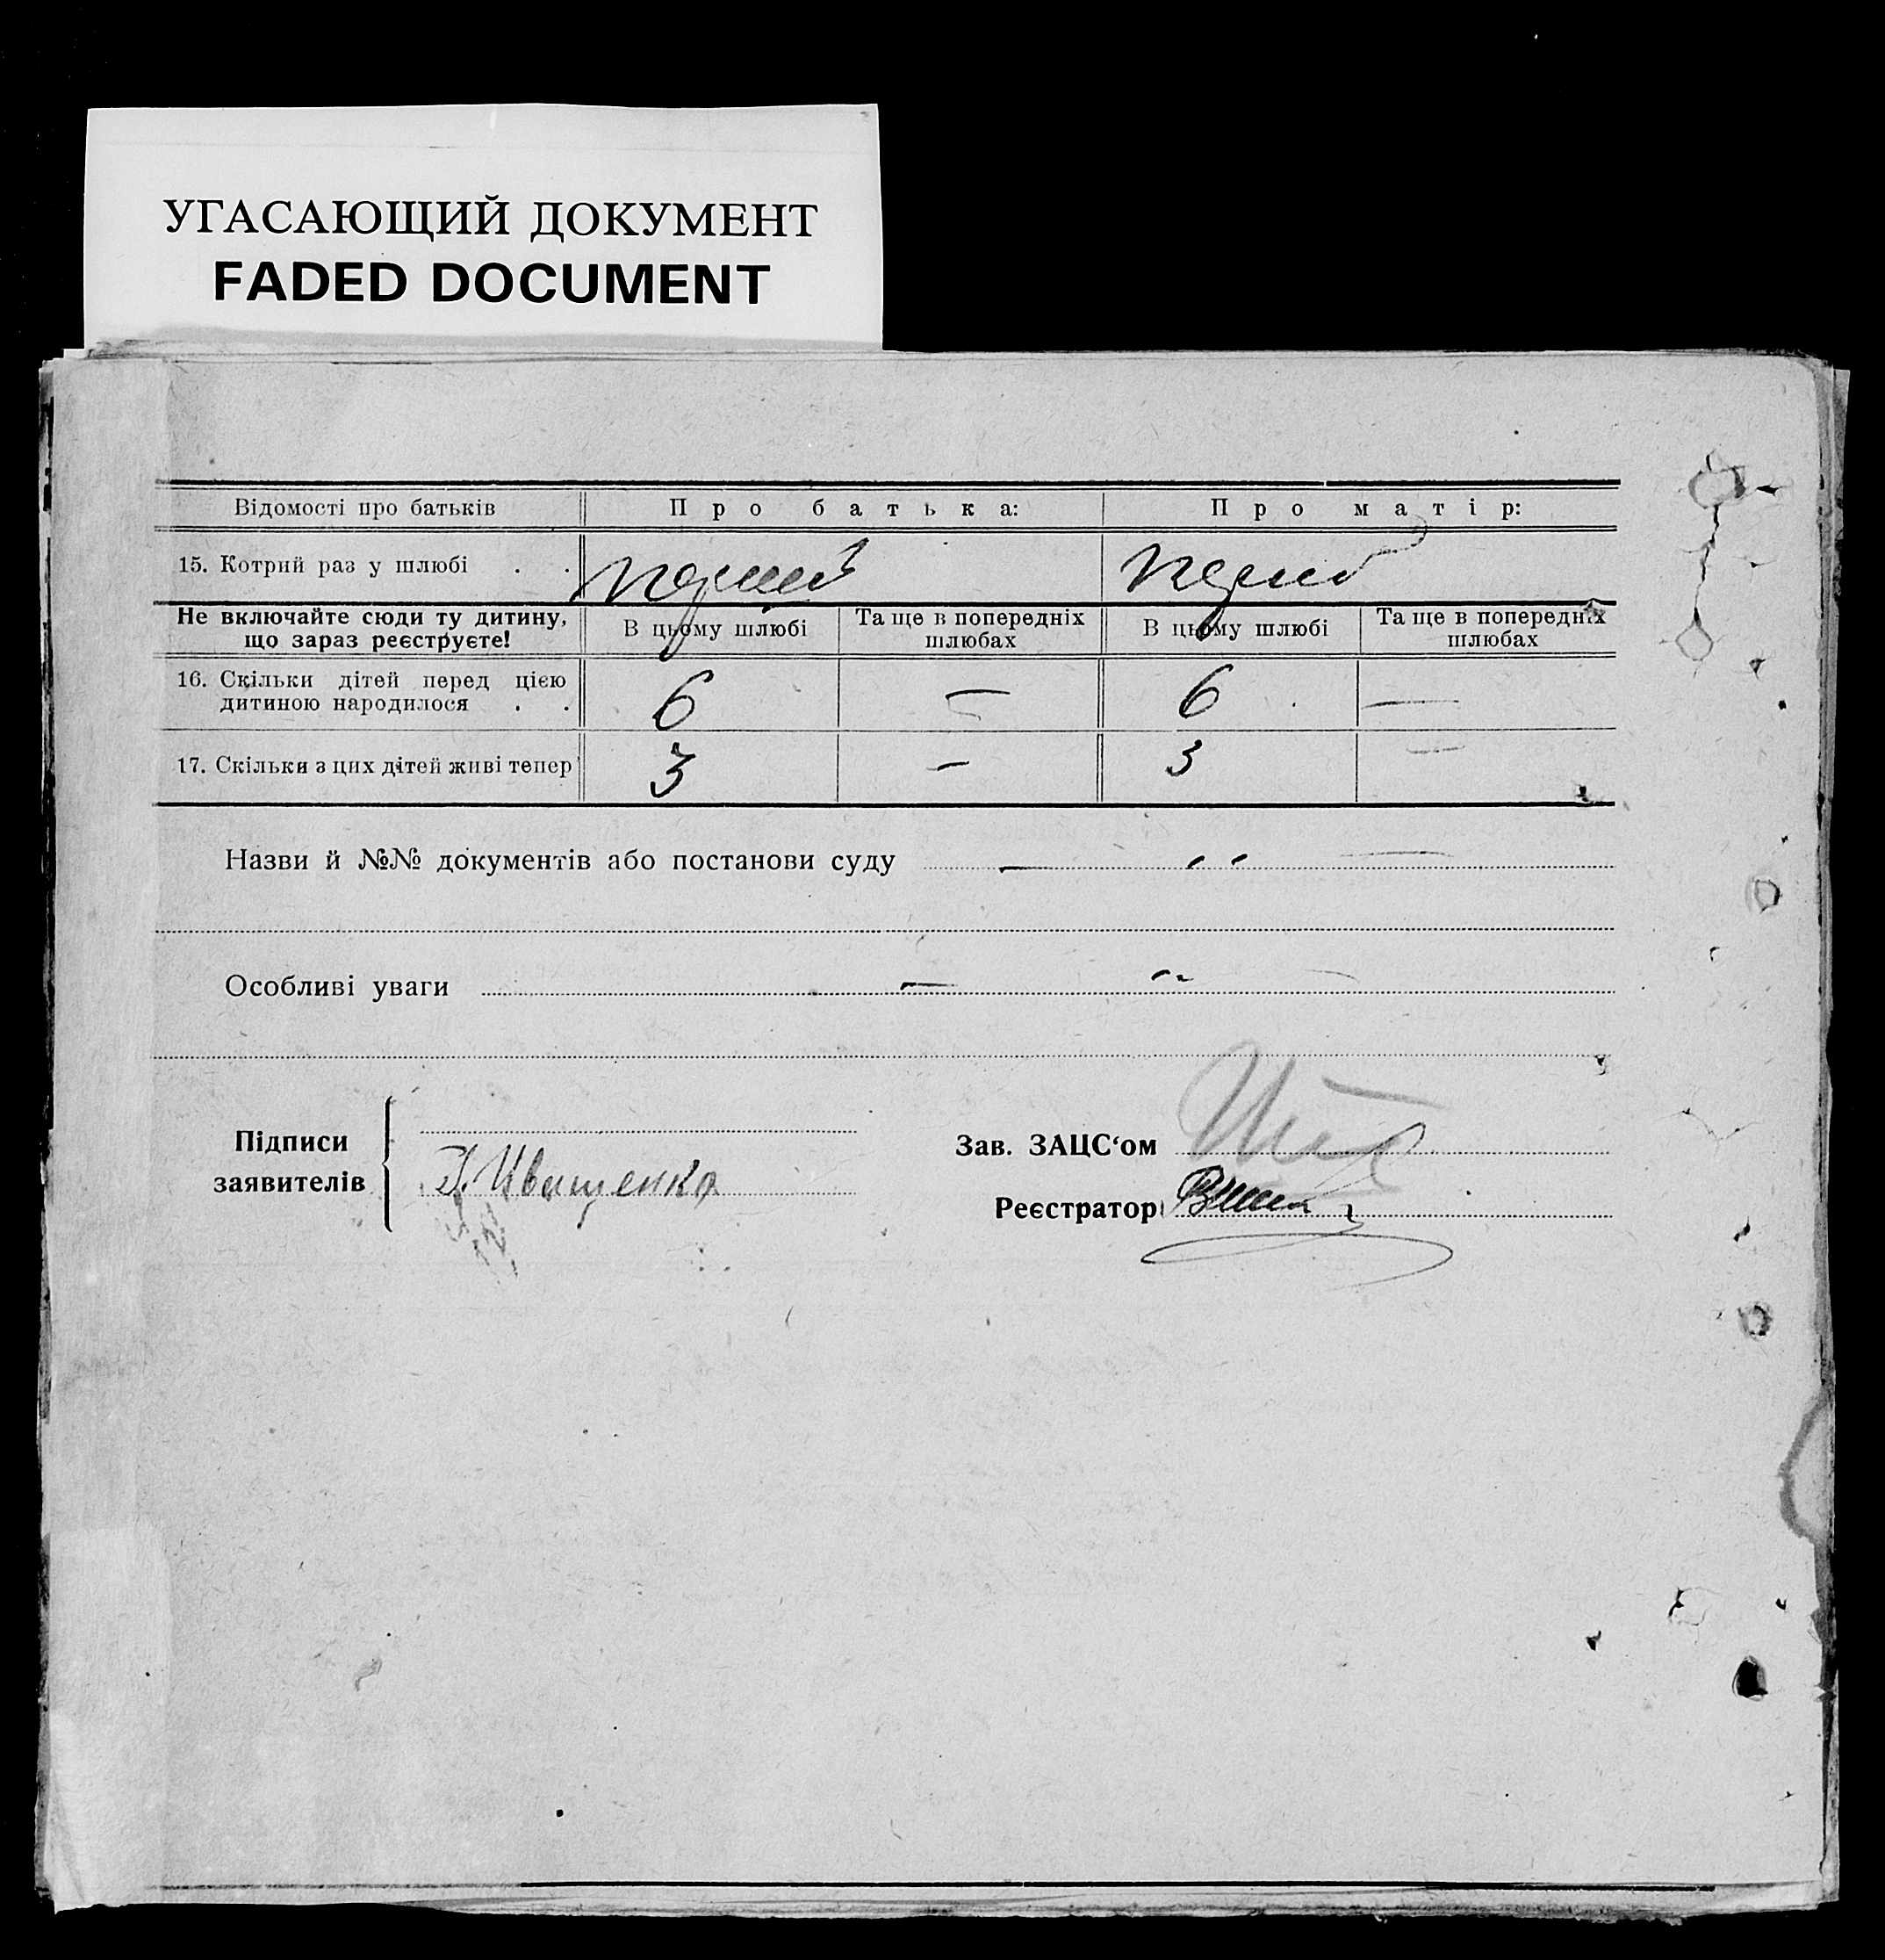 УГАСАЮЩИЙ ДОКУМЕНТ
FADED DOCUMENT
Відомості про батьків Про батька: Про матір:
15. Котрий раз у шлюбі . .
Не включайте сюди ту дитину, що зараз реєструєте! В цьому шлюбі Та ще в попередніх шлюбах В цьому шлюбі Та ще в попередніх шлюбах
16. Скільки дітей перед цією
дитиною народилося . . 6 — 6 —
17. Скільки з цих дітей живі тепер 3 — 3 —
Назви й №№ документів або постанови суду
Особливі уваги
Підписи
заявителів Іващенко
Зав. ЗАЦС‘ом
Реєстратор